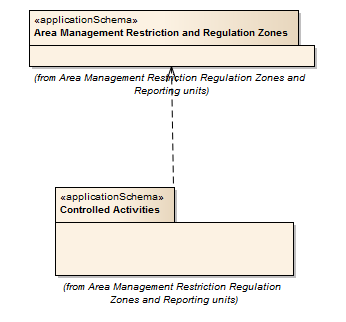 «applicationSchema»
Area Management Restriction and Regulation Zones
(from Area Management Restriction Regulation Zones and
Reporting units)
«applicationSchema»
Controlled Activities
(from Area Management Restriction Regulation
Zones and Reporting units)